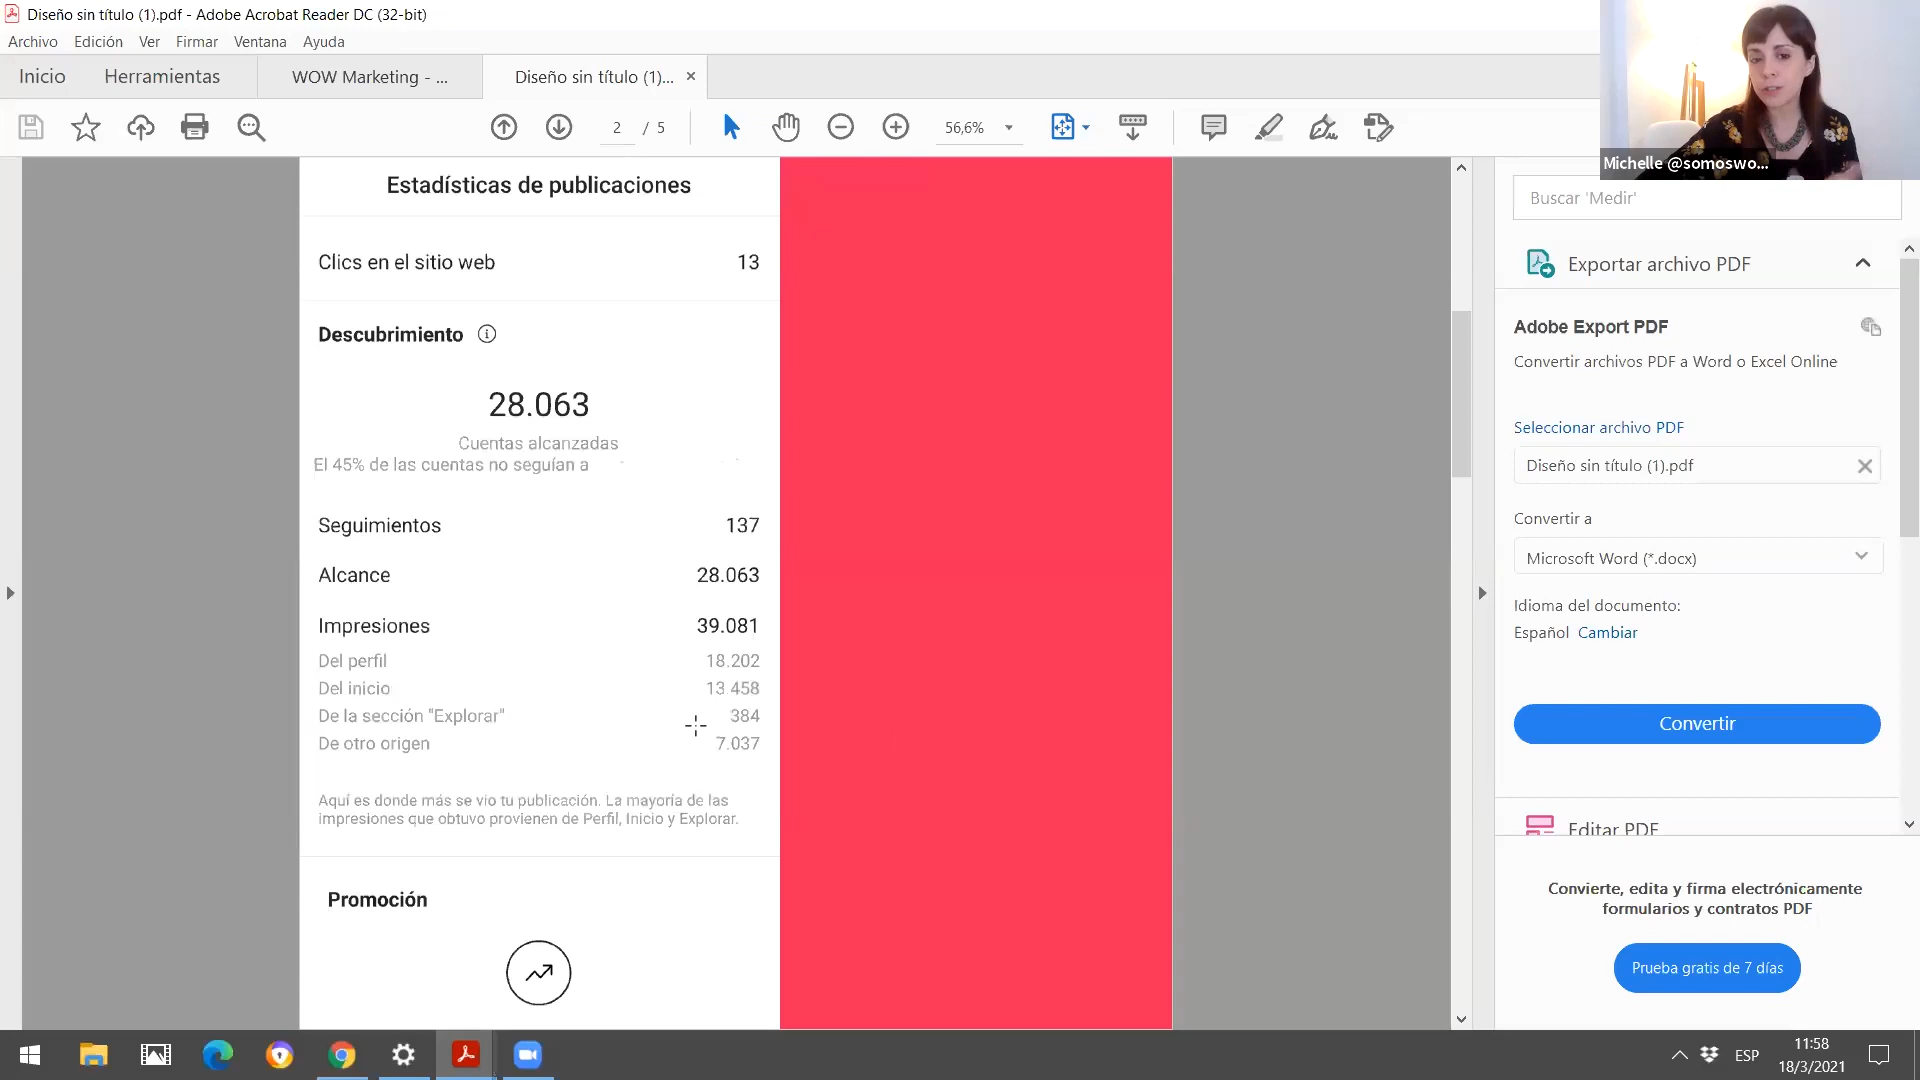 Diseño sin título (1).pdf - Adobe Acrobat Reader DC (32-bit)
Archivo Edición Ver Firmar Ventana Ayuda
Inicio Herramientas WOW Marketing - ... Diseño sin título (1)... ×
2 / 5 56,6%
Michelle @somoswo...
Estadísticas de publicaciones
Clics en el sitio web 13
Descubrimiento
28.063
Cuentas alcanzadas
El 45% de las cuentas no seguían a
Seguimientos 137
Alcance 28.063
Impresiones 39.081
Del perfil 18.202
Del inicio 13.458
De la sección "Explorar" 384
De otro origen 7.037
Aquí es donde más se vio tu publicación. La mayoría de las
impresiones que obtuvo provienen de Perfil, Inicio y Explorar.
Promoción
Buscar 'Medir'
Exportar archivo PDF
Adobe Export PDF
Convertir archivos PDF a Word o Excel Online
Seleccionar archivo PDF
Diseño sin título (1).pdf
Convertir a
Microsoft Word (*.docx)
Idioma del documento:
Español Cambiar
Convertir
Editar PDF
Convierte, edita y firma electrónicamente
formularios y contratos PDF
Prueba gratis de 7 días
ESP
11:58
18/3/2021